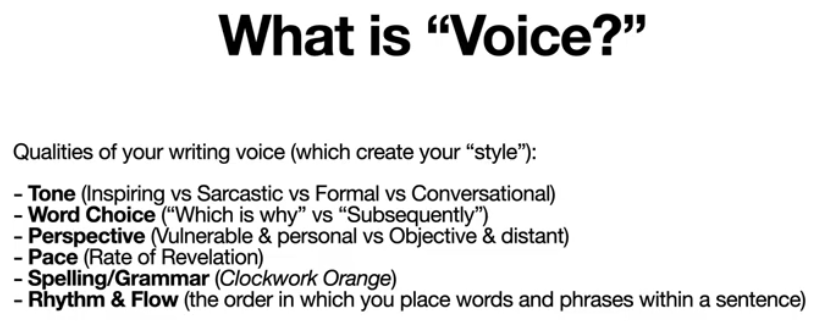 What is “Voice?”
Qualities of your writing voice (which create your “style”):
- Tone (Inspiring vs Sarcastic vs Formal vs Conversational)
- Word Choice (“Which is why” vs “Subsequently”)
- Perspective (Vulnerable & personal vs Objective & distant)
- Pace (Rate of Revelation)
- Spelling/Grammar (Clockwork Orange)
- Rhythm & Flow (the order in which you place words and phrases within a sentence)